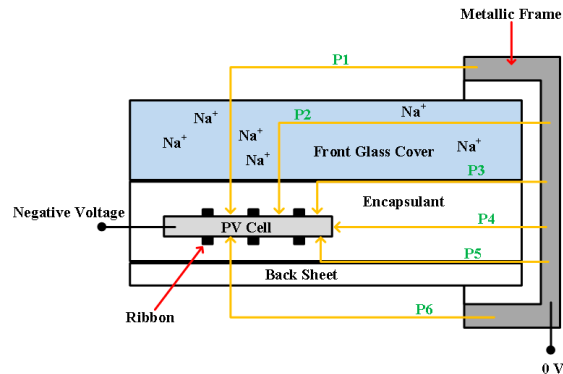 Metallic Frame
P1
Na⁺
Na⁺
P2
Na⁺
Na⁺
Na⁺
Front Glass Cover
Na⁺
P3
Encapsulant
Negative Voltage
PV Cell
P4
P5
Back Sheet
Ribbon
P6
0 V